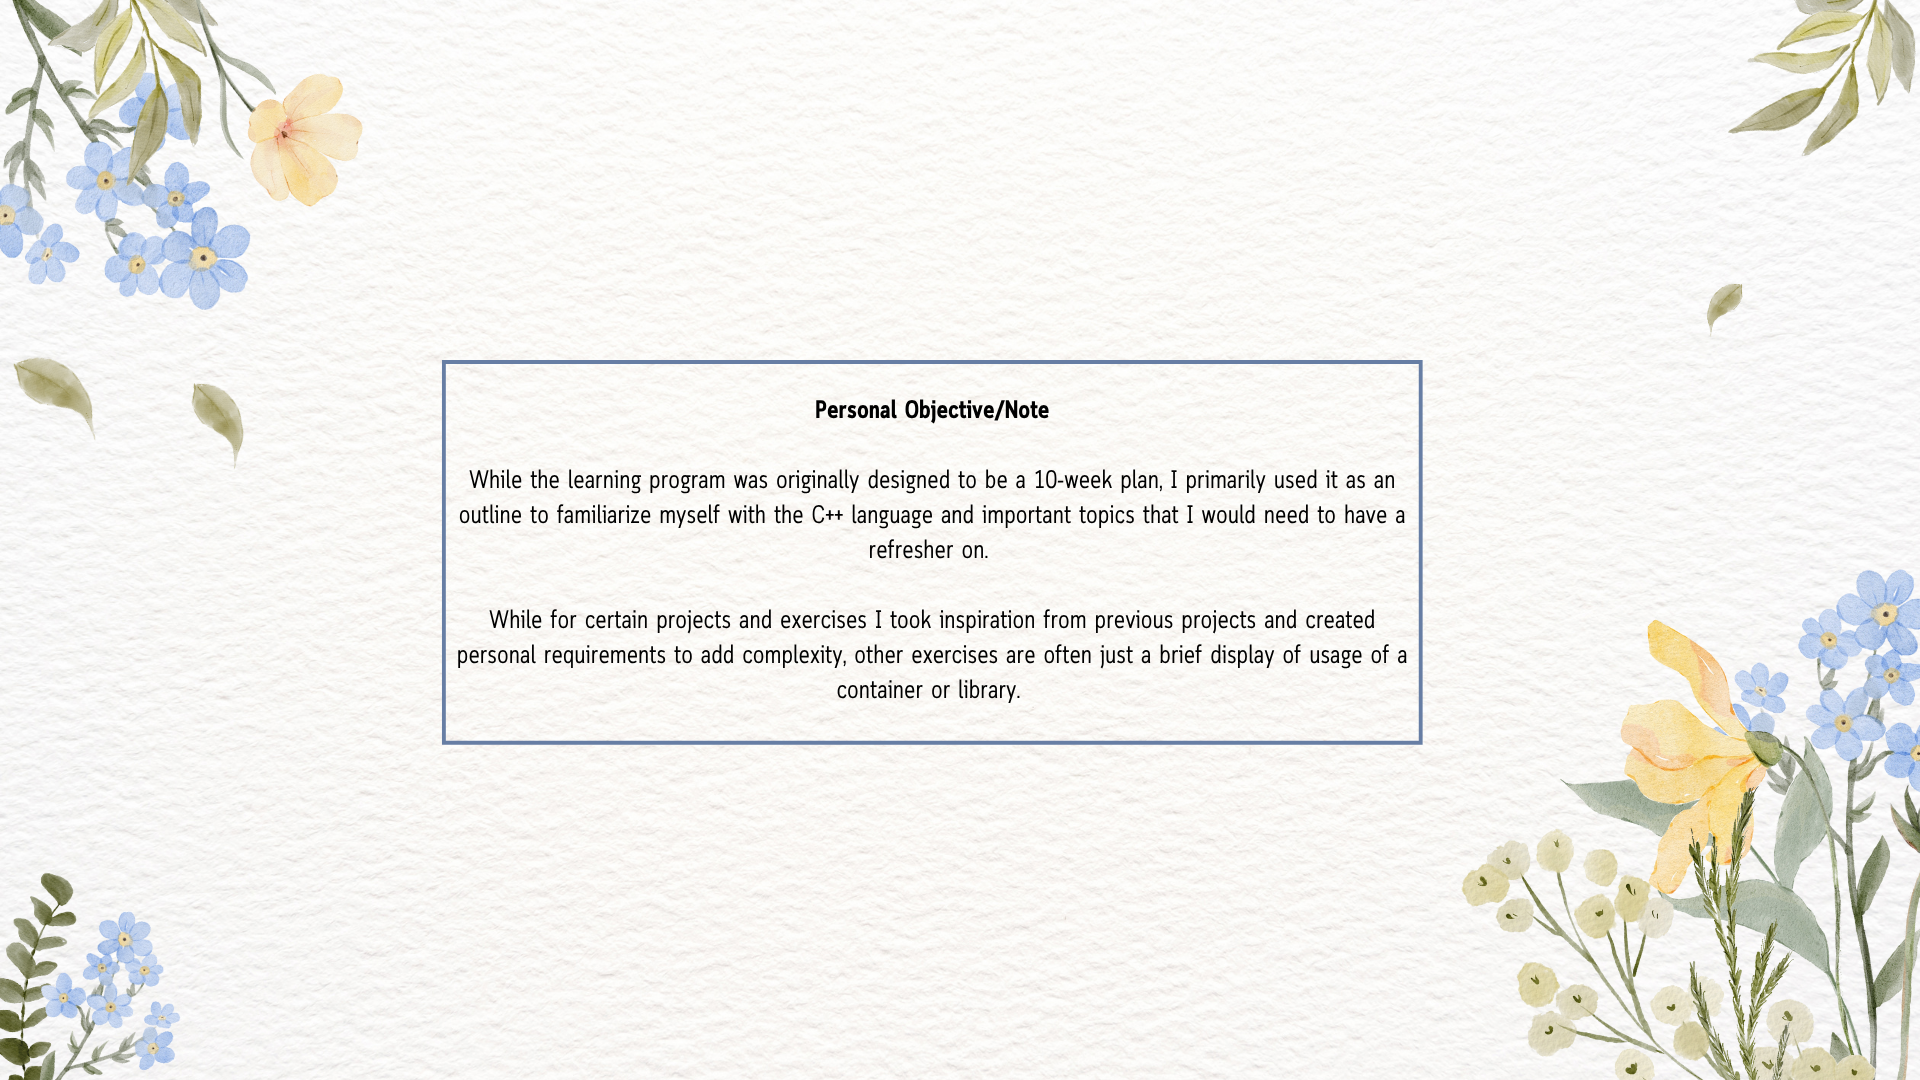 Personal Objective/Note
While the learning program was originally designed to be a 10-week plan, I primarily used it as an
outline to familiarize myself with the C++ language and important topics that I would need to have a
refresher on.
While for certain projects and exercises I took inspiration from previous projects and created
personal requirements to add complexity, other exercises are often just a brief display of usage of a
container or library.